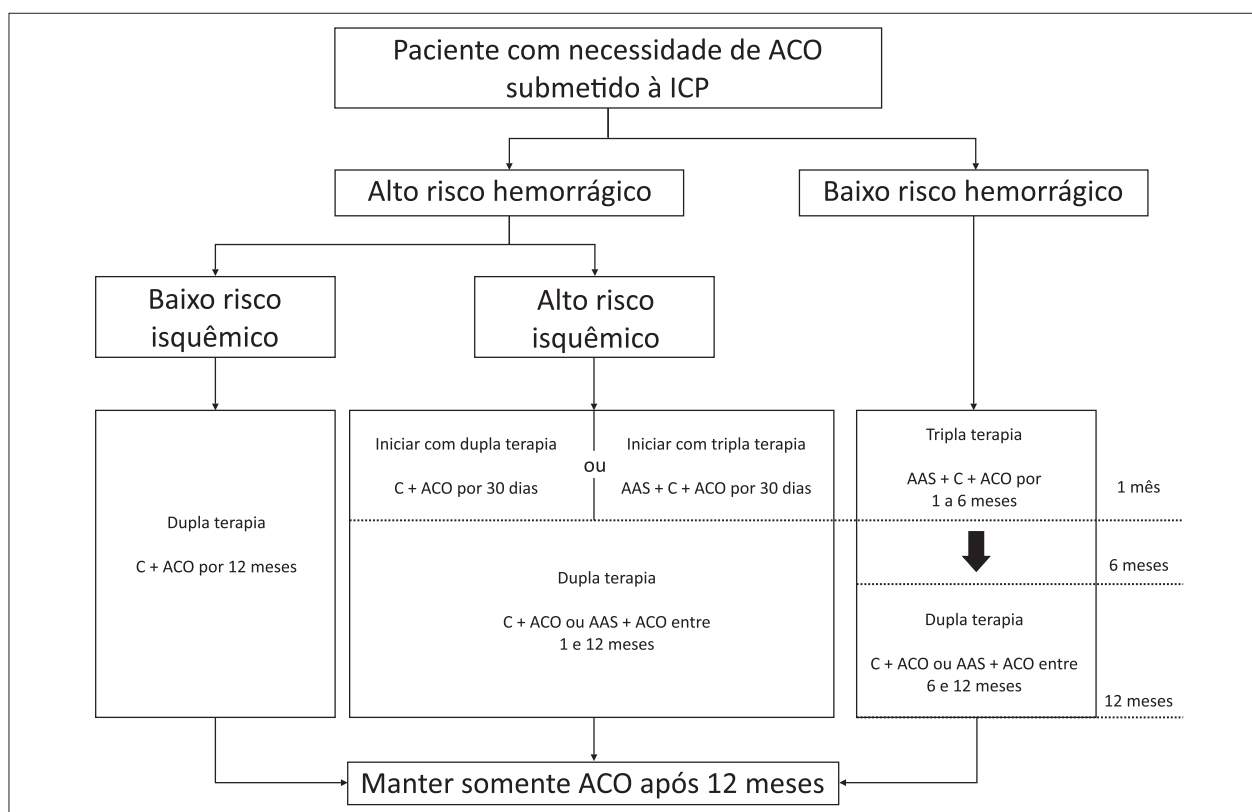 Paciente com necessidade de ACO
submetido à ICP
Alto risco hemorrágico
Baixo risco hemorrágico
Baixo risco
isquêmico
Alto risco
isquêmico
Dupla terapia
C + ACO por 12 meses
Iniciar com dupla terapia
C + ACO por 30 dias
ou
Iniciar com tripla terapia
AAS + C + ACO por 30 dias
Dupla terapia
C + ACO ou AAS + ACO entre
1 e 12 meses
Tripla terapia
AAS + C + ACO por
1 a 6 meses
Dupla terapia
C + ACO ou AAS + ACO entre
6 e 12 meses
1 mês
6 meses
12 meses
Manter somente ACO após 12 meses